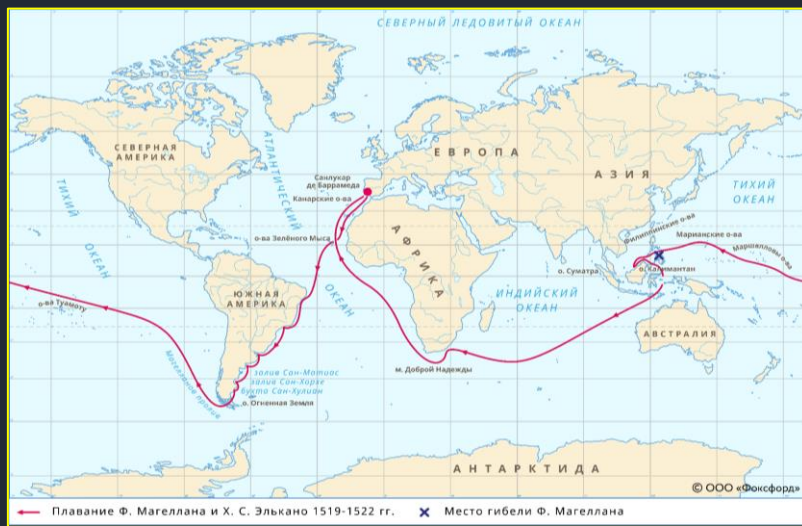 СЕВЕРНЫЙ ЛЕДОВИТЫЙ ОКЕАН
СЕВЕРНАЯ
АМЕРИКА
АТЛАНТИЧЕСКИЙ
ОКЕАН
ЕВРОПА
АЗИЯ
ТИХИЙ
ОКЕАН
ТИХИЙ
ОКЕАН
Санлукар
де Баррамеда
Канарские о-ва
о-ва Зелёного Мыса
АФРИКА
Филиппинские о-ва
Марианские о-ва
Маршалловы о-ва
о. Суматра
о. Калимантан
ИНДИЙСКИЙ
ОКЕАН
ЮЖНАЯ
АМЕРИКА
о-ва Туамоту
АВСТРАЛИЯ
Магелланов пролив
залив Сан-Матиас
залив Сан-Хорхе
бухта Сан-Хулиан
о. Огненная Земля
м. Доброй Надежды
АНТАРКТИДА
© ООО «Фоксфорд»
Плавание Ф. Магеллана и Х. С. Элькано 1519-1522 гг.
Место гибели Ф. Магеллана